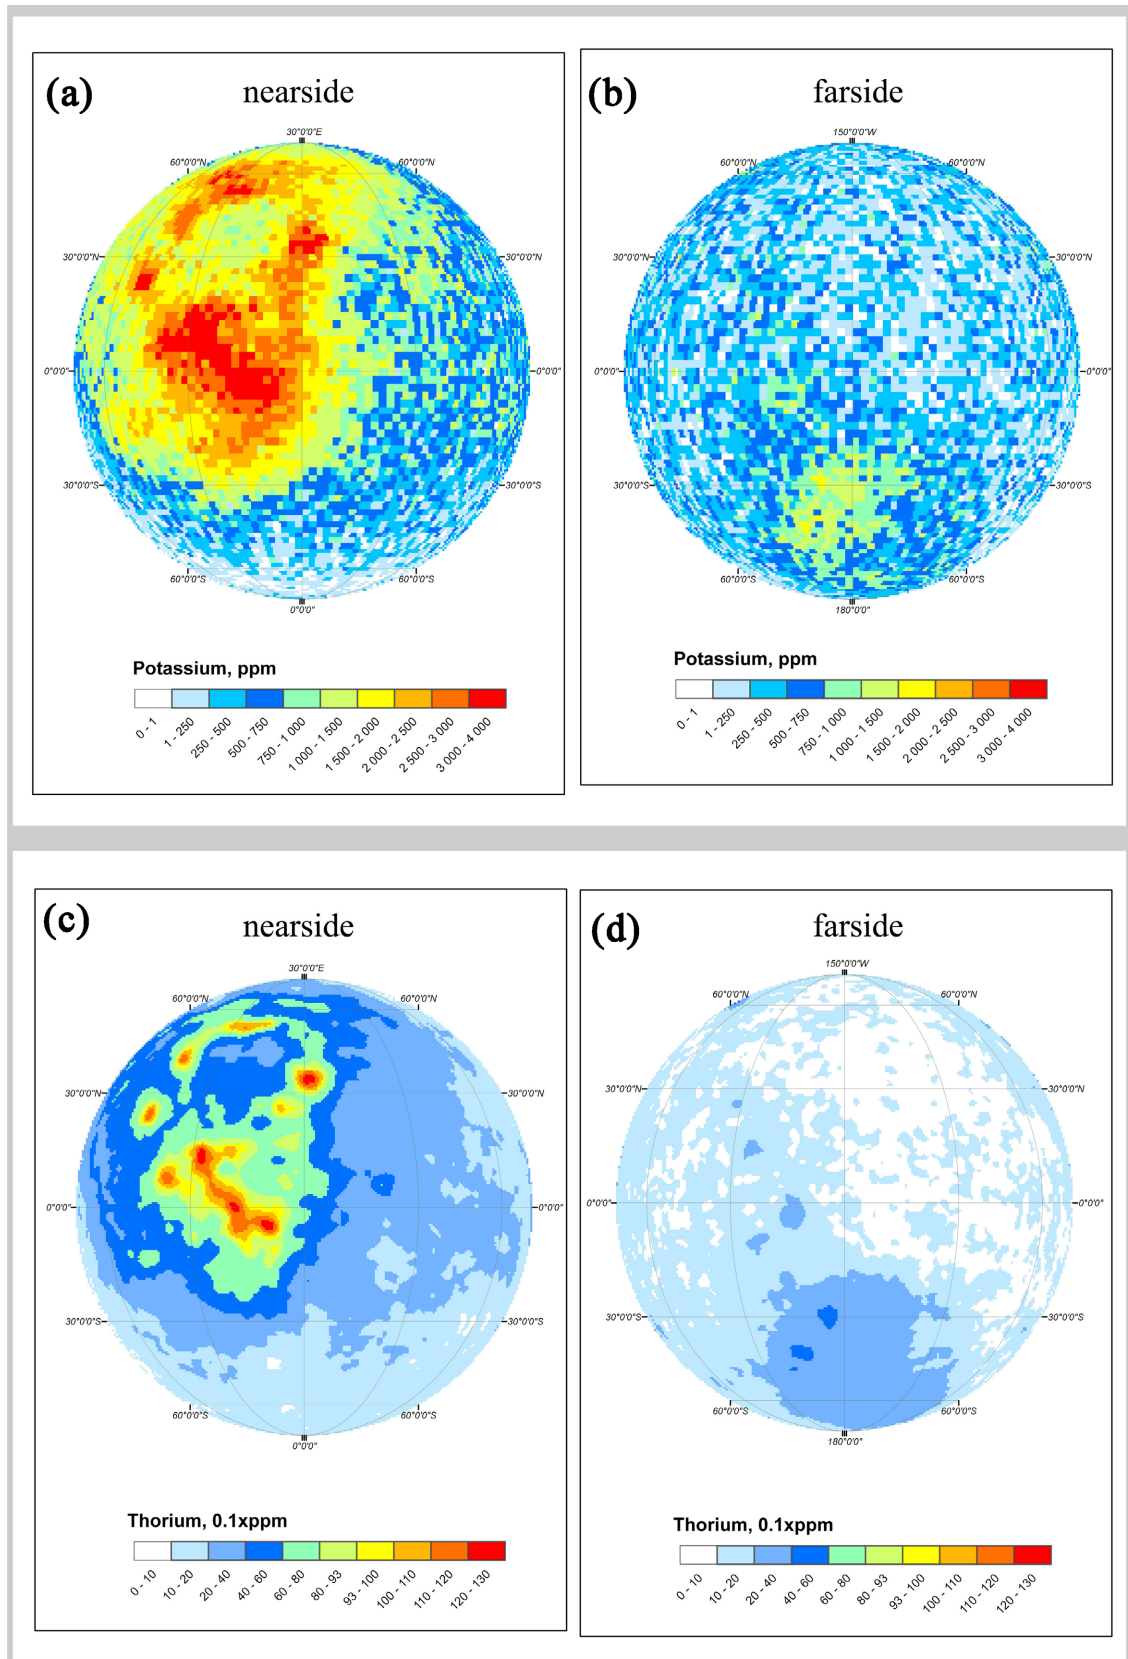 (a)
nearside
30°0'0"E
60°0'0"N
60°0'0"N
30°0'0"N
30°0'0"N
0°0'0"
0°0'0"
30°0'0"S
30°0'0"S
60°0'0"S
60°0'0"S
0°0'0"
Potassium, ppm
0 - 1
1 - 250
250 - 500
500 - 750
750 - 1 000
1 000 - 1 500
1 500 - 2 000
2 000 - 2 500
2 500 - 3 000
3 000 - 4 000
(b)
farside
150°0'0"W
60°0'0"N
60°0'0"N
30°0'0"N
30°0'0"N
0°0'0"
0°0'0"
30°0'0"S
30°0'0"S
60°0'0"S
60°0'0"S
180°0'0"
Potassium, ppm
0 - 1
1 - 250
250 - 500
500 - 750
750 - 1 000
1 000 - 1 500
1 500 - 2 000
2 000 - 2 500
2 500 - 3 000
3 000 - 4 000
(c)
nearside
30°0'0"E
60°0'0"N
60°0'0"N
30°0'0"N
30°0'0"N
0°0'0"
0°0'0"
30°0'0"S
30°0'0"S
60°0'0"S
60°0'0"S
0°0'0"
Thorium, 0.1xppm
0 - 10
10 - 20
20 - 40
40 - 60
60 - 80
80 - 93
93 - 100
100 - 110
110 - 120
120 - 130
(d)
farside
150°0'0"W
60°0'0"N
60°0'0"N
30°0'0"N
30°0'0"N
0°0'0"
0°0'0"
30°0'0"S
30°0'0"S
60°0'0"S
60°0'0"S
180°0'0"
Thorium, 0.1xppm
0 - 10
10 - 20
20 - 40
40 - 60
60 - 80
80 - 93
93 - 100
100 - 110
110 - 120
120 - 130